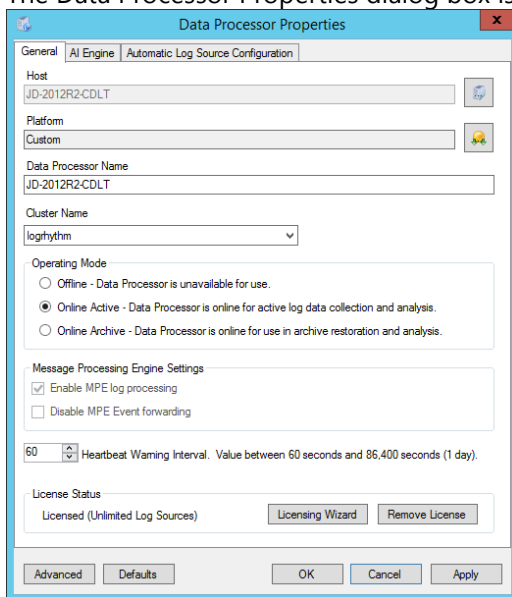 The Data Processor Properties dialog box is
Data Processor Properties
x
General AI Engine Automatic Log Source Configuration
Host
JD-2012R2-CDLT
Platform
Custom
Data Processor Name
JD-2012R2-CDLT
Cluster Name
logrhythm
Operating Mode
Offline - Data Processor is unavailable for use.
Online Active - Data Processor is online for active log data collection and analysis.
Online Archive - Data Processor is online for use in archive restoration and analysis.
Message Processing Engine Settings
Enable MPE log processing
Disable MPE Event forwarding
60 Heartbeat Warning Interval. Value between 60 seconds and 86,400 seconds (1 day).
License Status
Licensed (Unlimited Log Sources) Licensing Wizard Remove License
Advanced Defaults OK Cancel Apply